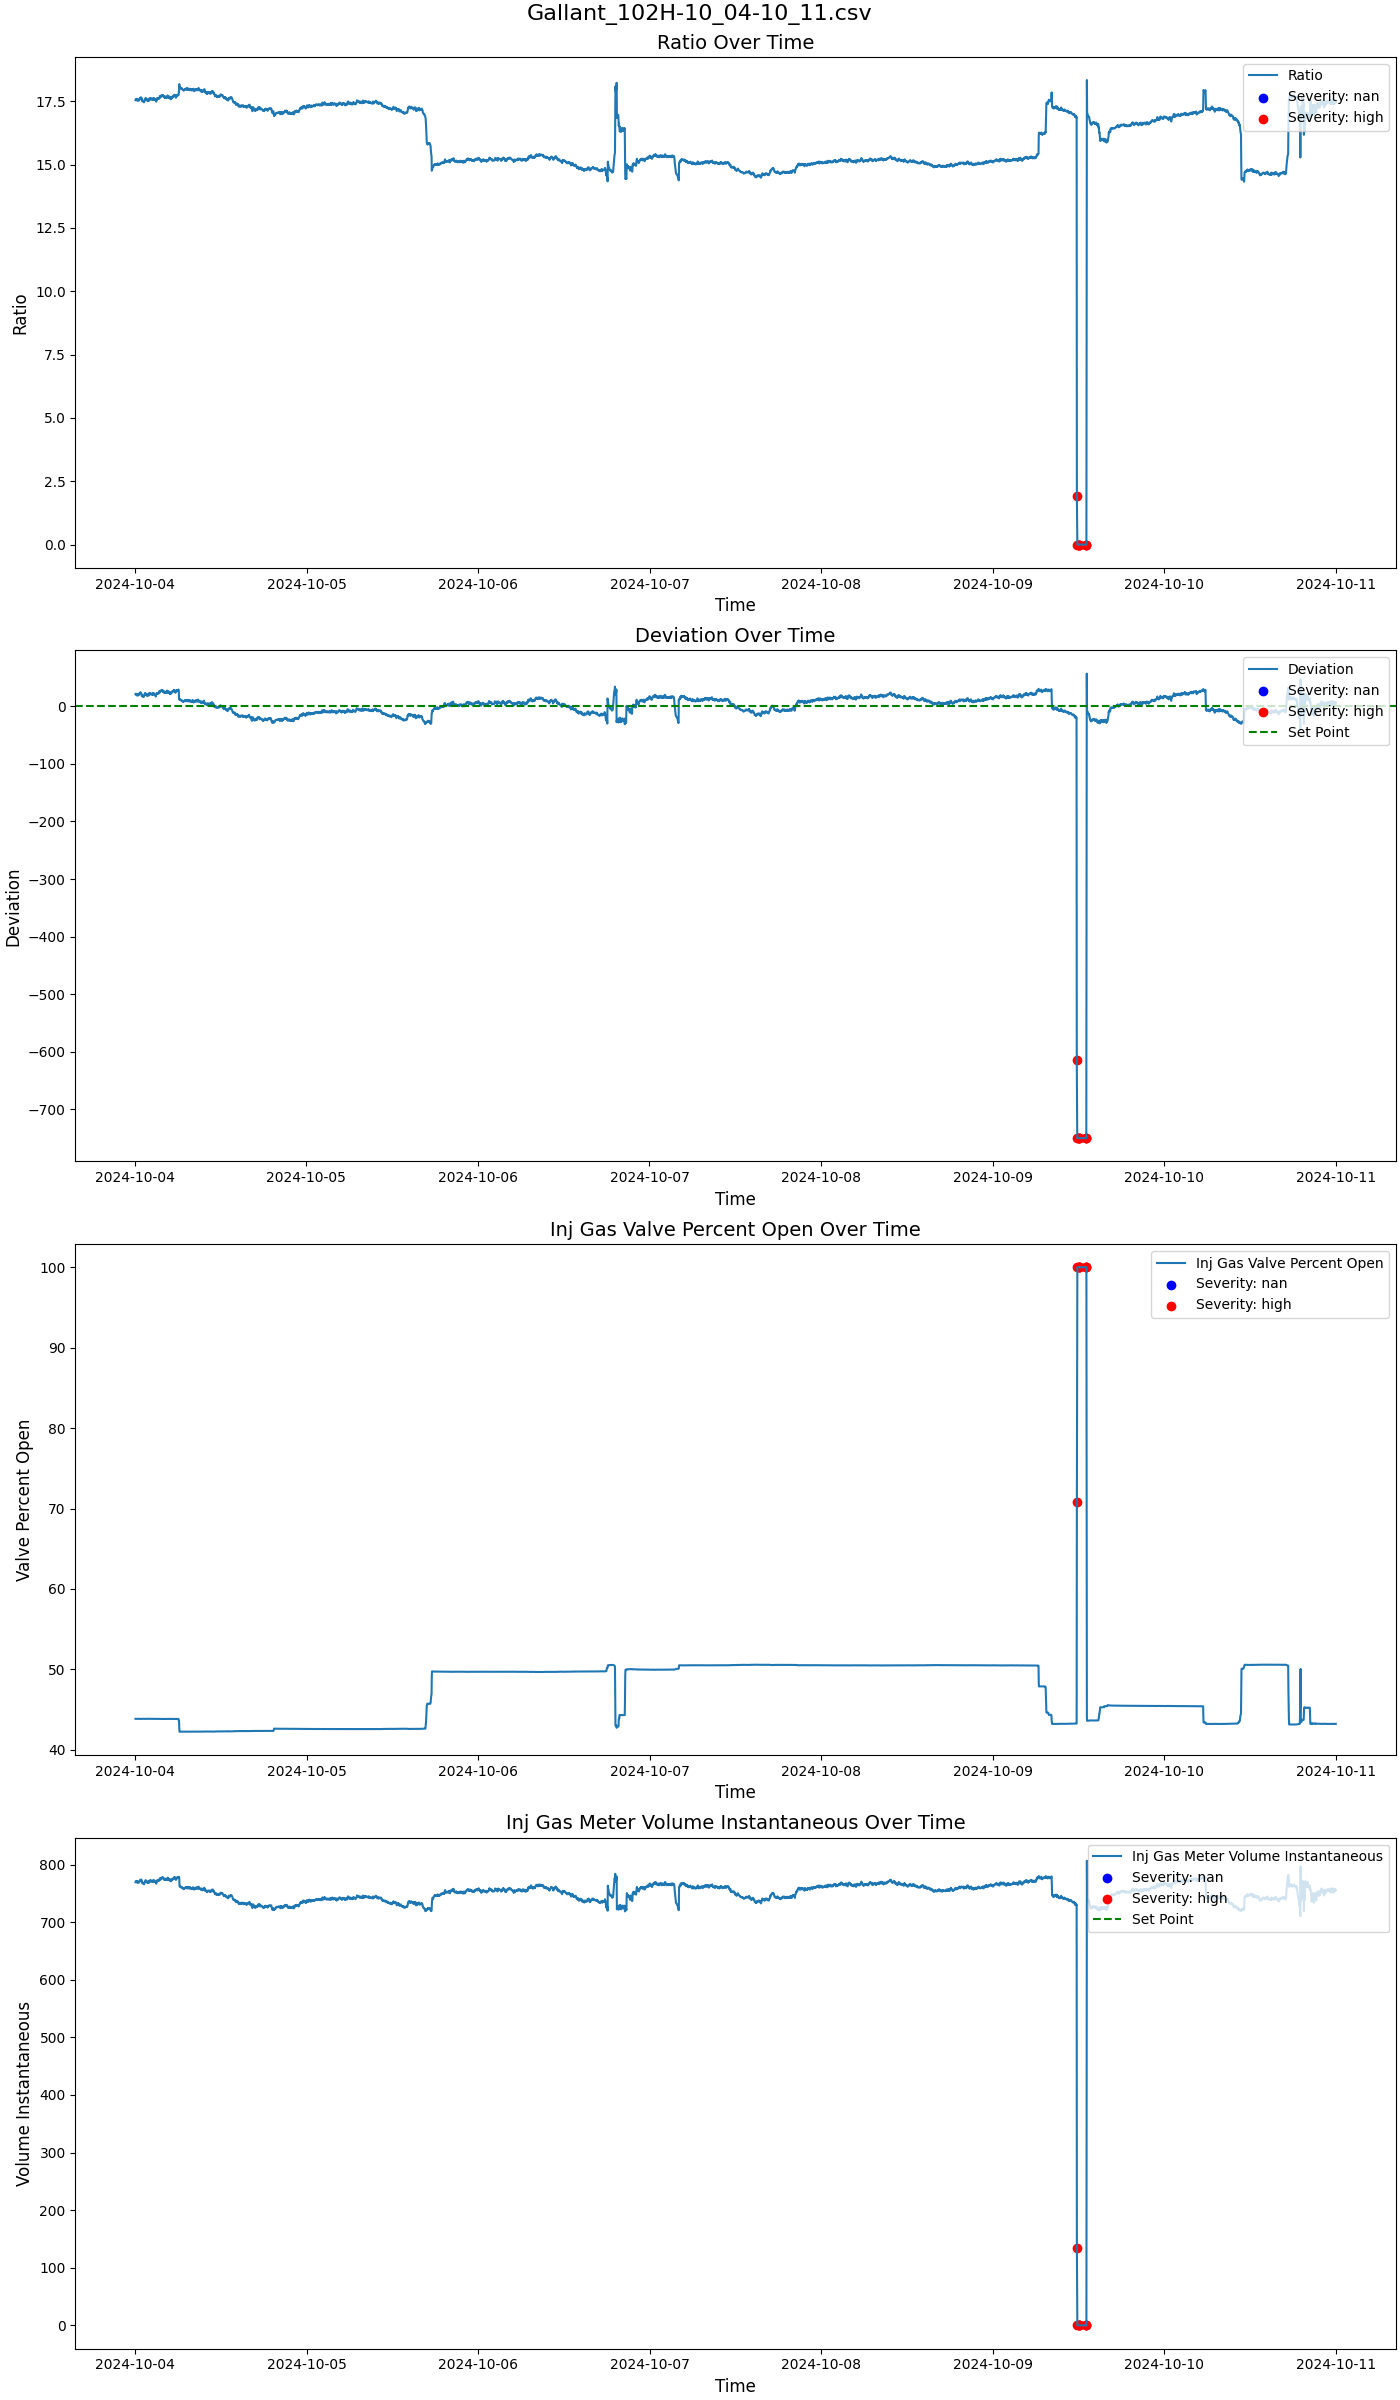 Gallant_102H-10_04-10_11.csv
Ratio Over Time
Ratio
Severity: nan
Severity: high
17.5
15.0
12.5
10.0
7.5
5.0
2.5
0.0
Ratio
2024-10-04 2024-10-05 2024-10-06 2024-10-07 2024-10-08 2024-10-09 2024-10-10 2024-10-11
Time
Deviation Over Time
Deviation
Severity: nan
Severity: high
Set Point
0
−100
−200
−300
−400
−500
−600
−700
Deviation
2024-10-04 2024-10-05 2024-10-06 2024-10-07 2024-10-08 2024-10-09 2024-10-10 2024-10-11
Time
Inj Gas Valve Percent Open Over Time
Inj Gas Valve Percent Open
Severity: nan
Severity: high
100
90
80
70
60
50
40
Valve Percent Open
2024-10-04 2024-10-05 2024-10-06 2024-10-07 2024-10-08 2024-10-09 2024-10-10 2024-10-11
Time
Inj Gas Meter Volume Instantaneous Over Time
Inj Gas Meter Volume Instantaneous
Severity: nan
Severity: high
Set Point
800
700
600
500
400
300
200
100
0
Volume Instantaneous
2024-10-04 2024-10-05 2024-10-06 2024-10-07 2024-10-08 2024-10-09 2024-10-10 2024-10-11
Time